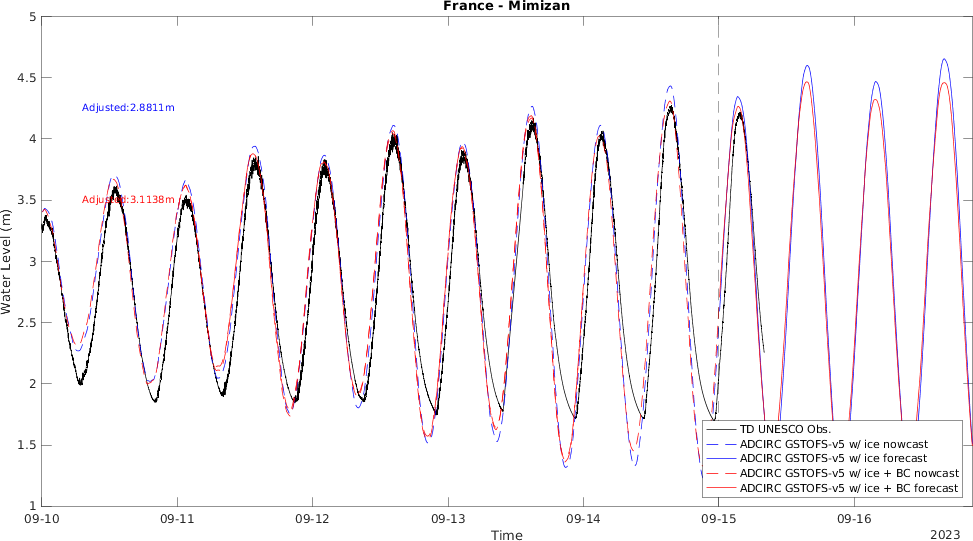 France - Mimizan
5
4.5
4
3.5
3
2.5
2
1.5
1
Water Level (m)
Adjusted:2.8811m
Adjusted:3.1138m
TD UNESCO Obs.
ADCIRC GSTOFS-v5 w/ ice nowcast
ADCIRC GSTOFS-v5 w/ ice forecast
ADCIRC GSTOFS-v5 w/ ice + BC nowcast
ADCIRC GSTOFS-v5 w/ ice + BC forecast
09-10 09-11 09-12 09-13 09-14 09-15 09-16
Time
2023